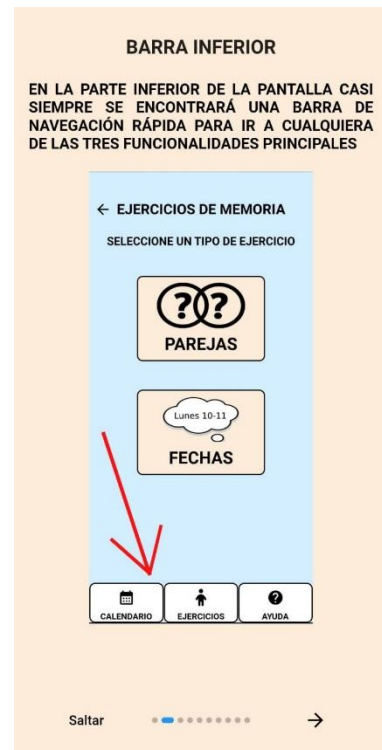 BARRA INFERIOR
EN LA PARTE INFERIOR DE LA PANTALLA CASI
SIEMPRE SE ENCONTRARÁ UNA BARRA DE
NAVEGACIÓN RÁPIDA PARA IR A CUALQUIERA
DE LAS TRES FUNCIONALIDADES PRINCIPALES
← EJERCICIOS DE MEMORIA
SELECCIONE UN TIPO DE EJERCICIO
??
PAREJAS
Lunes 10-11
FECHAS
?
CALENDARIO EJERCICIOS AYUDA
Saltar →